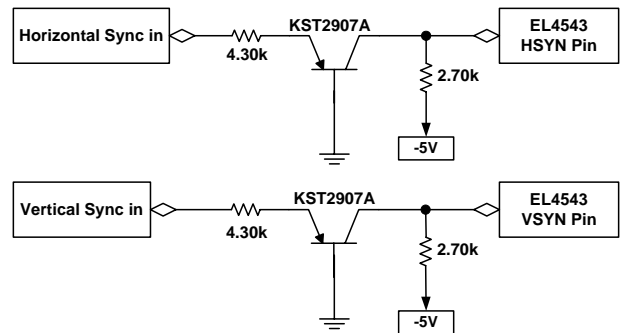 Horizontal Sync in
4.30k
KST2907A
EL4543
HSYN Pin
2.70k
-5V
Vertical Sync in
4.30k
KST2907A
EL4543
VSYN Pin
2.70k
-5V